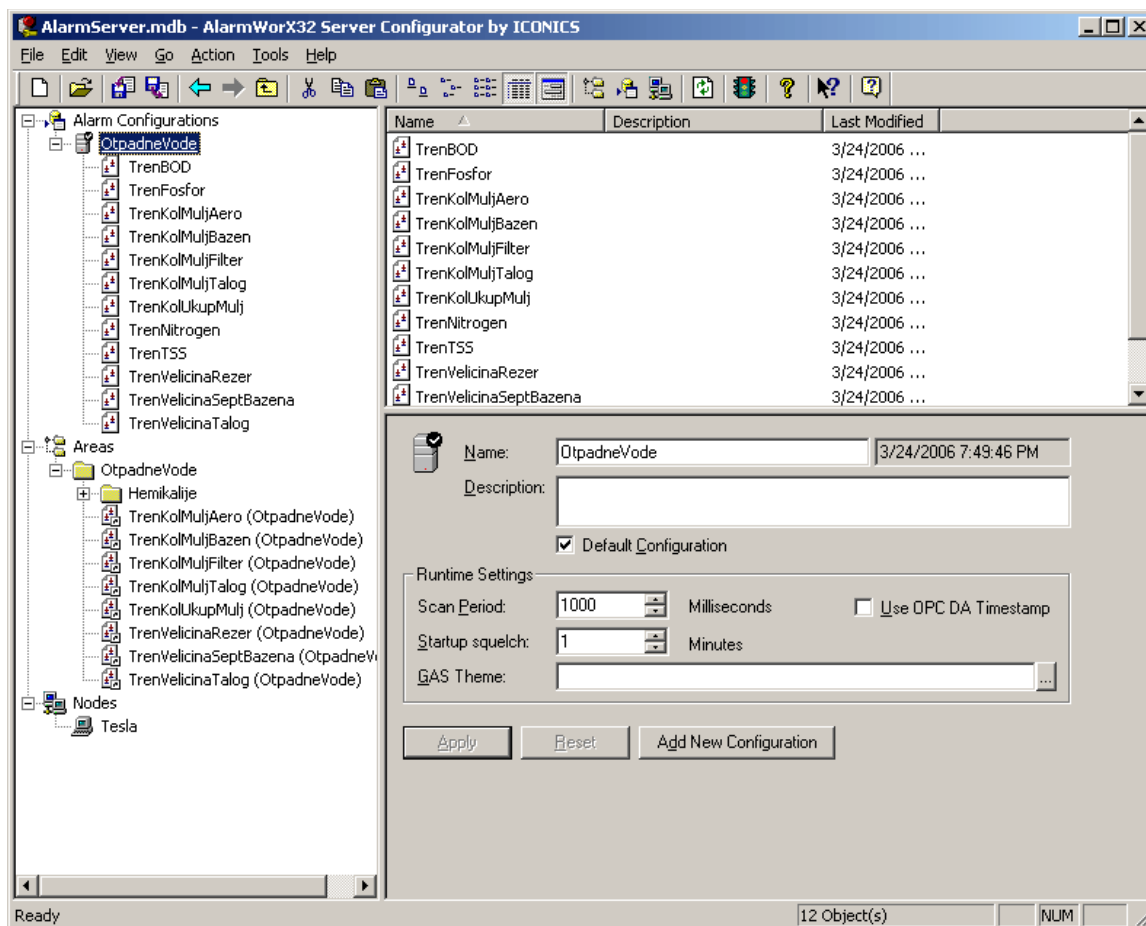 AlarmServer.mdb - AlarmWorX32 Server Configurator by ICONICS
File Edit View Go Action Tools Help
Alarm Configurations
OtpadneVode
TrenBOD
TrenFosfor
TrenKolMuljAero
TrenKolMuljBazen
TrenKolMuljFilter
TrenKolMuljTalog
TrenKolUkupMulj
TrenNitrogen
TrenTSS
TrenVelicinaRezer
TrenVelicinaSeptBazena
TrenVelicinaTalog
Areas
OtpadneVode
Hemikalije
TrenKolMuljAero (OtpadneVode)
TrenKolMuljBazen (OtpadneVode)
TrenKolMuljFilter (OtpadneVode)
TrenKolMuljTalog (OtpadneVode)
TrenKolUkupMulj (OtpadneVode)
TrenVelicinaRezer (OtpadneVode)
TrenVelicinaSeptBazena (OtpadneV
TrenVelicinaTalog (OtpadneVode)
Nodes
Tesla
Name Description Last Modified
TrenBOD 3/24/2006 ...
TrenFosfor 3/24/2006 ...
TrenKolMuljAero 3/24/2006 ...
TrenKolMuljBazen 3/24/2006 ...
TrenKolMuljFilter 3/24/2006 ...
TrenKolMuljTalog 3/24/2006 ...
TrenKolUkupMulj 3/24/2006 ...
TrenNitrogen 3/24/2006 ...
TrenTSS 3/24/2006 ...
TrenVelicinaRezer 3/24/2006 ...
TrenVelicinaSeptBazena 3/24/2006 ...
Name: OtpadneVode 3/24/2006 7:49:46 PM
Description:
Default Configuration
Runtime Settings
Scan Period: 1000 Milliseconds Use OPC DA Timestamp
Startup squelch: 1 Minutes
GAS Theme: ...
Apply Reset Add New Configuration
Ready 12 Object(s) NUM